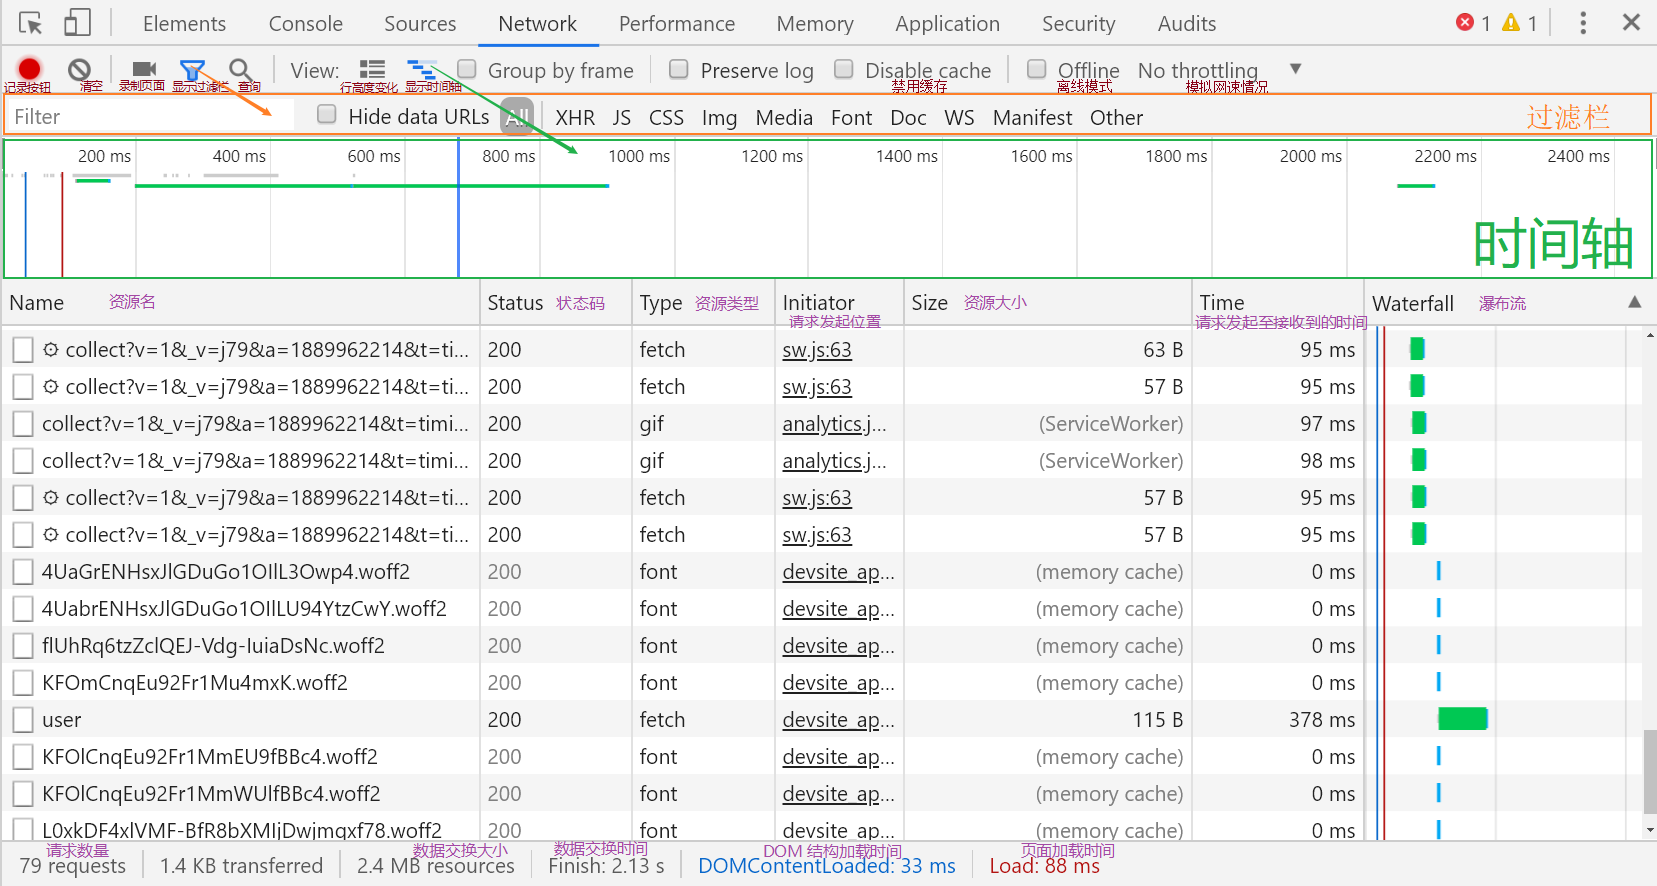 Elements Console Sources Network Performance Memory Application Security Audits 1 1
View: Group by frame Preserve log Disable cache Offline No throttling
记录按钮 清空 录制页面 显示过滤栏 查询 行高度变化 显示时间轴 禁用缓存 离线模式 模拟网速情况
Filter Hide data URLs All XHR JS CSS Img Media Font Doc WS Manifest Other 过滤栏
200 ms 400 ms 600 ms 800 ms 1000 ms 1200 ms 1400 ms 1600 ms 1800 ms 2000 ms 2200 ms 2400 ms
时间轴
Name 资源名 Status 状态码 Type 资源类型 Initiator Size 资源大小 Time Waterfall 瀑布流
请求发起位置 请求发起至接收到的时间
collect?v=1&_v=j79&a=1889962214&t=ti... 200 fetch sw.js:63 63 B 95 ms
collect?v=1&_v=j79&a=1889962214&t=ti... 200 fetch sw.js:63 57 B 95 ms
collect?v=1&_v=j79&a=1889962214&t=timi... 200 gif analytics.j... (ServiceWorker) 97 ms
collect?v=1&_v=j79&a=1889962214&t=timi... 200 gif analytics.j... (ServiceWorker) 98 ms
collect?v=1&_v=j79&a=1889962214&t=ti... 200 fetch sw.js:63 57 B 95 ms
collect?v=1&_v=j79&a=1889962214&t=ti... 200 fetch sw.js:63 57 B 95 ms
4UaGrENHsxJlGDuGo1OIlL3Owp4.woff2 200 font devsite_ap... (memory cache) 0 ms
4UabrENHsxJlGDuGo1OIlLU94YtzCwY.woff2 200 font devsite_ap... (memory cache) 0 ms
flUhRq6tzZclQEJ-Vdg-IuiaDsNc.woff2 200 font devsite_ap... (memory cache) 0 ms
KFOmCnqEu92Fr1Mu4mxK.woff2 200 font devsite_ap... (memory cache) 0 ms
user 200 fetch devsite_ap... 115 B 378 ms
KFOlCnqEu92Fr1MmEU9fBBc4.woff2 200 font devsite_ap... (memory cache) 0 ms
KFOlCnqEu92Fr1MmWUlfBBc4.woff2 200 font devsite_ap... (memory cache) 0 ms
L0xkDF4xlVMF-BfR8bXMIjDwjmqxf78.woff2 200 font devsite_ap... (memory cache) 0 ms
请求数量 数据交换大小 数据交换时间 DOM 结构加载时间 页面加载时间
79 requests 1.4 KB transferred 2.4 MB resources Finish: 2.13 s DOMContentLoaded: 33 ms Load: 88 ms